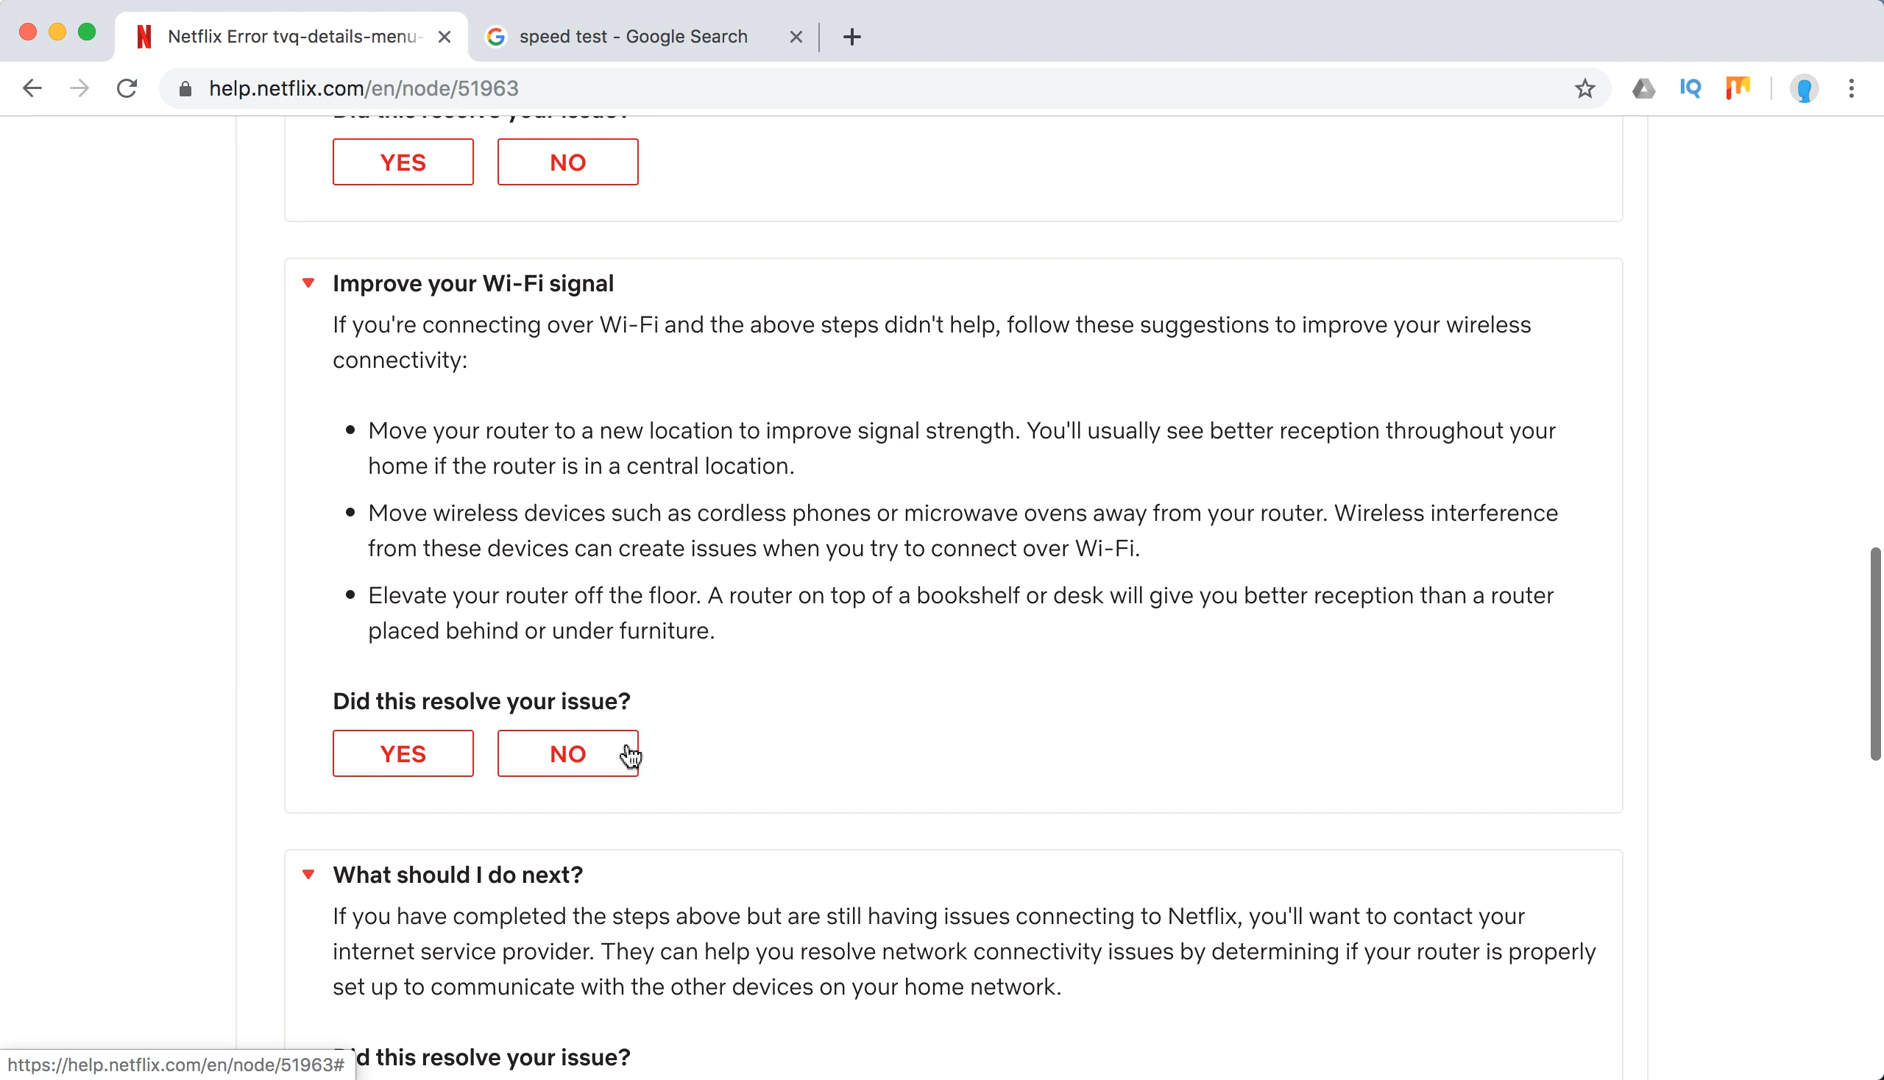 Netflix Error tvq-details-menu-
speed test - Google Search
help.netflix.com/en/node/51963
IQ
Did this resolve your issue?
YES NO
Improve your Wi-Fi signal
If you're connecting over Wi-Fi and the above steps didn't help, follow these suggestions to improve your wireless
connectivity:
• Move your router to a new location to improve signal strength. You'll usually see better reception throughout your
home if the router is in a central location.
• Move wireless devices such as cordless phones or microwave ovens away from your router. Wireless interference
from these devices can create issues when you try to connect over Wi-Fi.
• Elevate your router off the floor. A router on top of a bookshelf or desk will give you better reception than a router
placed behind or under furniture.
Did this resolve your issue?
YES NO
What should I do next?
If you have completed the steps above but are still having issues connecting to Netflix, you'll want to contact your
internet service provider. They can help you resolve network connectivity issues by determining if your router is properly
set up to communicate with the other devices on your home network.
https://help.netflix.com/en/node/51963#
d this resolve your issue?